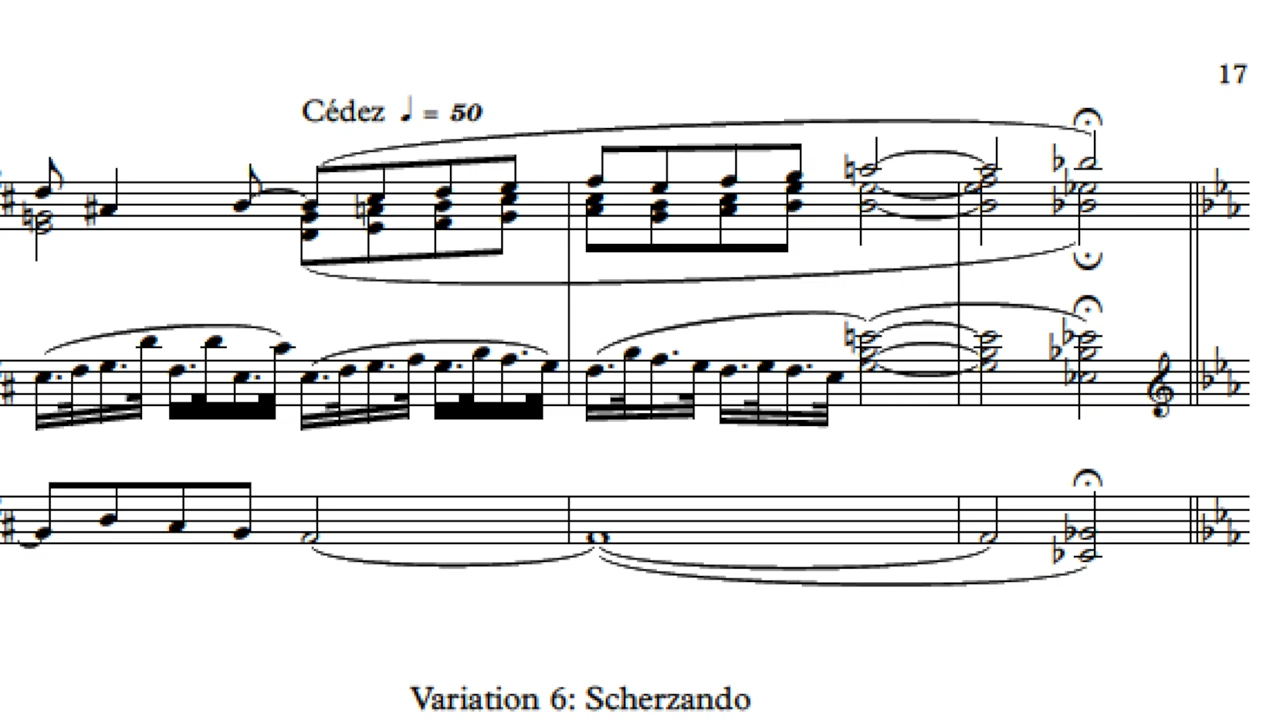 17
Cédez ♩ = 50
Variation 6: Scherzando